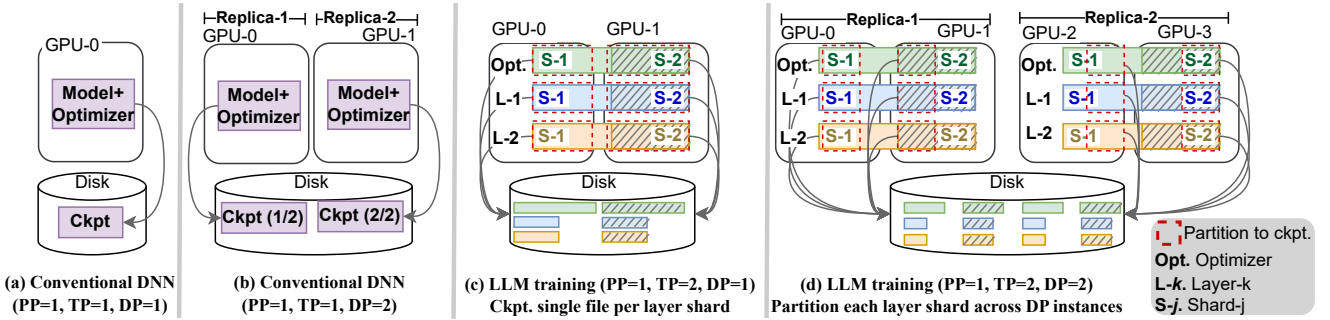 GPU-0
Model+
Optimizer
Disk
Ckpt
(a) Conventional DNN
(PP=1, TP=1, DP=1)
Replica-1
Replica-2
GPU-0
GPU-1
Model+
Optimizer
Model+
Optimizer
Disk
Ckpt (1/2)
Ckpt (2/2)
(b) Conventional DNN
(PP=1, TP=1, DP=2)
GPU-0
GPU-1
Opt.
S-1
S-2
L-1
S-1
S-2
L-2
S-1
S-2
Disk
(c) LLM training (PP=1, TP=2, DP=1)
Ckpt. single file per layer shard
Replica-1
Replica-2
GPU-0
GPU-1
GPU-2
GPU-3
Opt.
S-1
S-2
Opt.
S-1
S-2
L-1
S-1
S-2
L-1
S-1
S-2
L-2
S-1
S-2
L-2
S-1
S-2
Disk
(d) LLM training (PP=1, TP=2, DP=2)
Partition each layer shard across DP instances
Partition to ckpt.
Opt. Optimizer
L-k. Layer-k
S-j. Shard-j